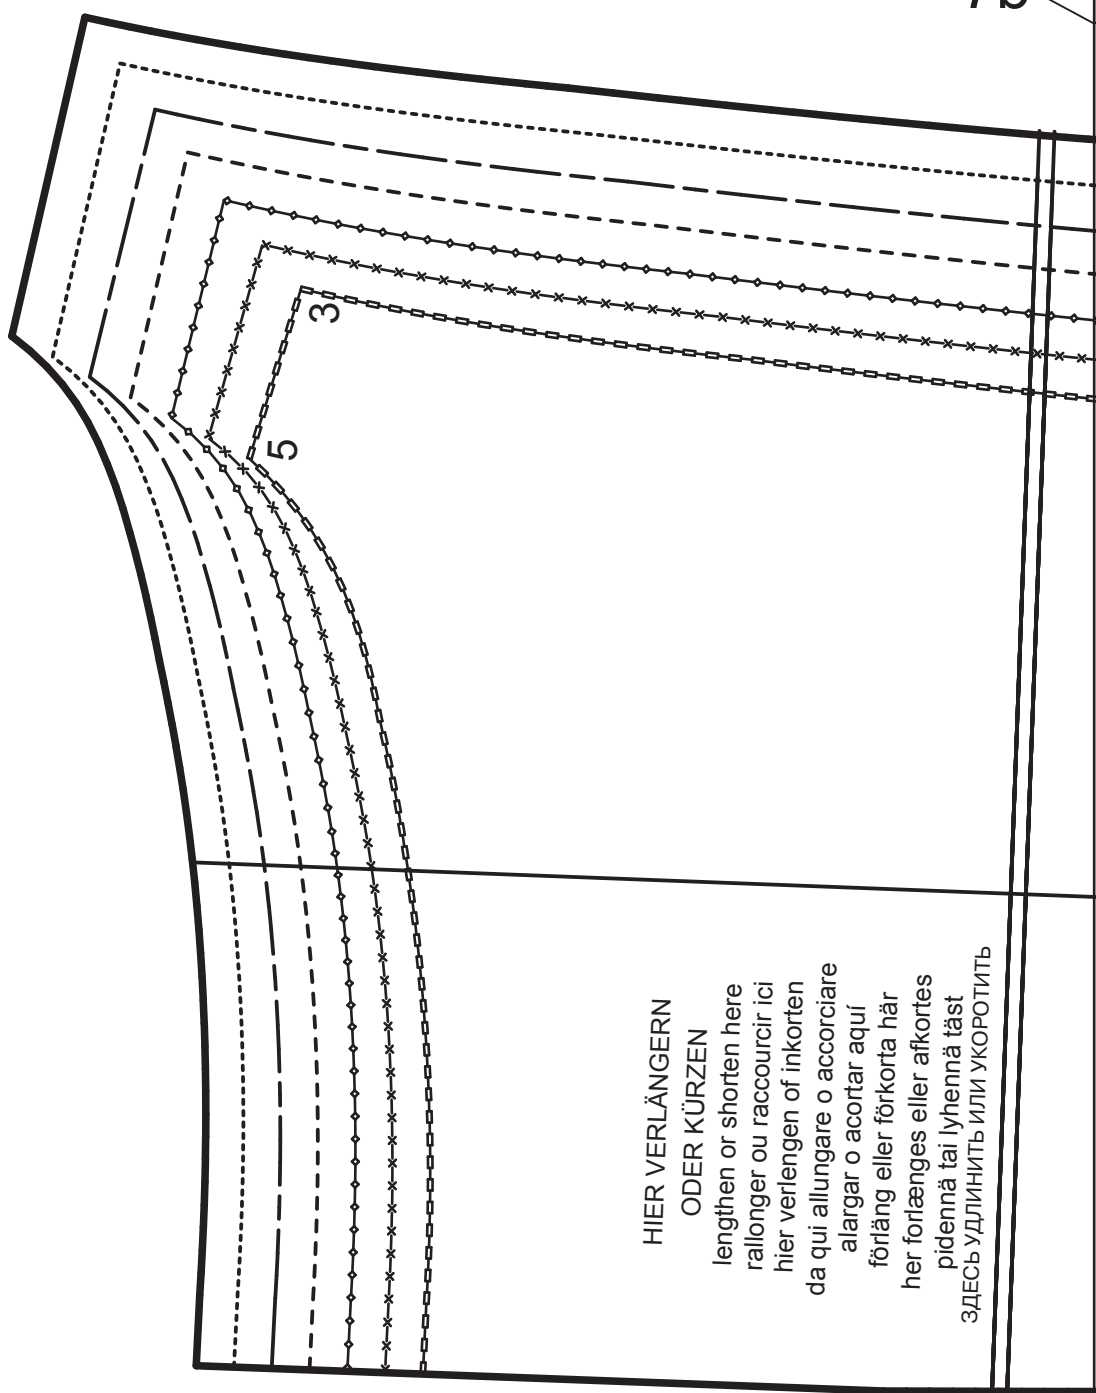 3
5
HIER VERLÄNGERN
ODER KÜRZEN
lengthen or shorten here
rallonger ou raccourcir ici
hier verlengen of inkorten
da qui allungare o accorciare
alargar o acortar aquí
förläng eller förkorta här
her forlænges eller afkortes
pidennä tai lyhennä täst
ЗДЕСЬ УДЛИНИТЬ ИЛИ УКОРОТИТЬ